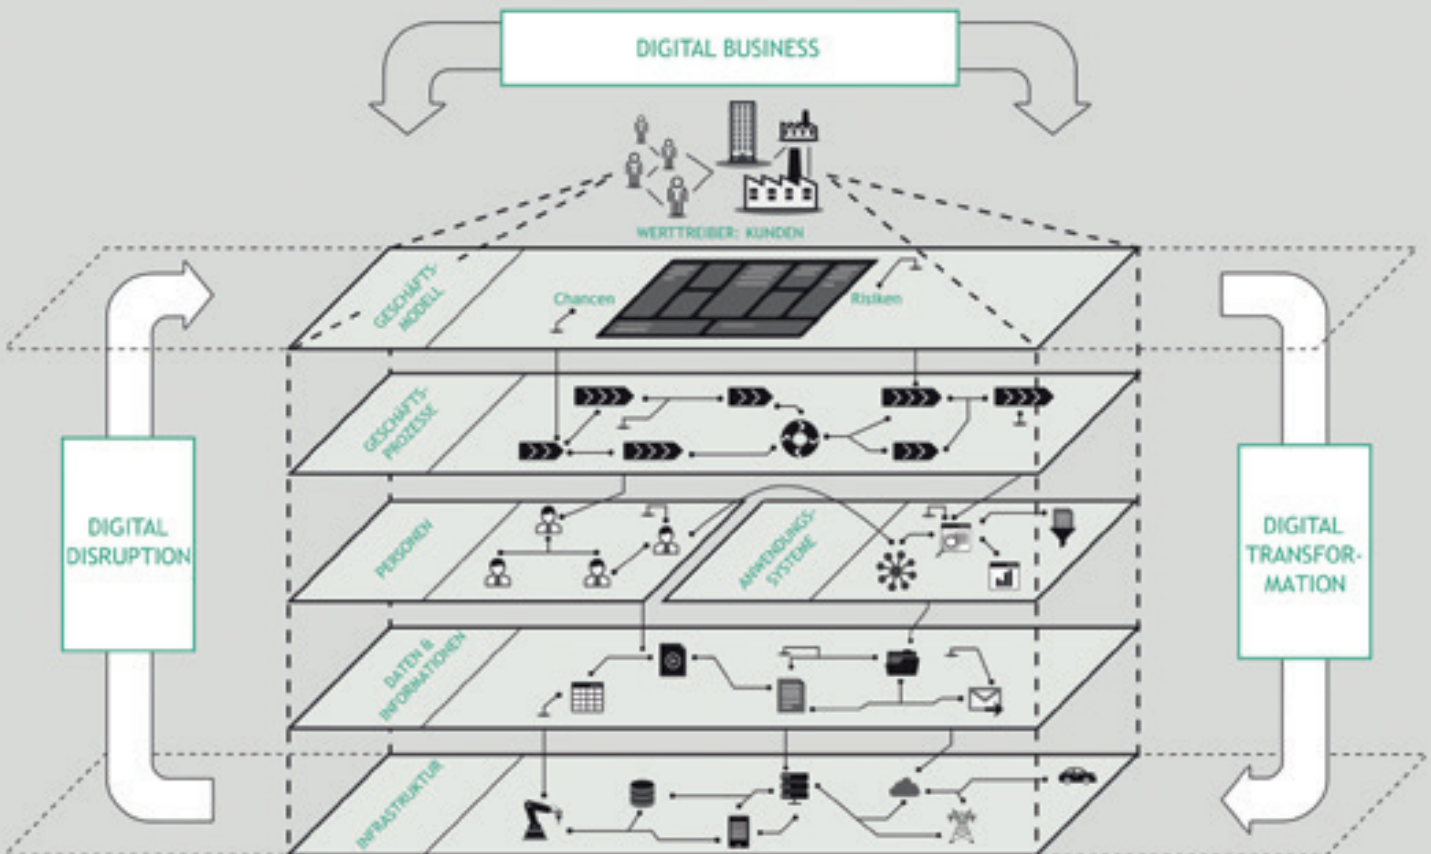 DIGITAL BUSINESS
WERTTREIBER: KUNDEN
GESCHÄFTS-
MODELL
Chancen
Risiken
GESCHÄFTS-
PROZESSE
DIGITAL
DISRUPTION
PERSONEN
ANWENDUNGS-
SYSTEME
DIGITAL
TRANSFOR-
MATION
DATEN &
INFORMATIONEN
INFRASTRUKTUR